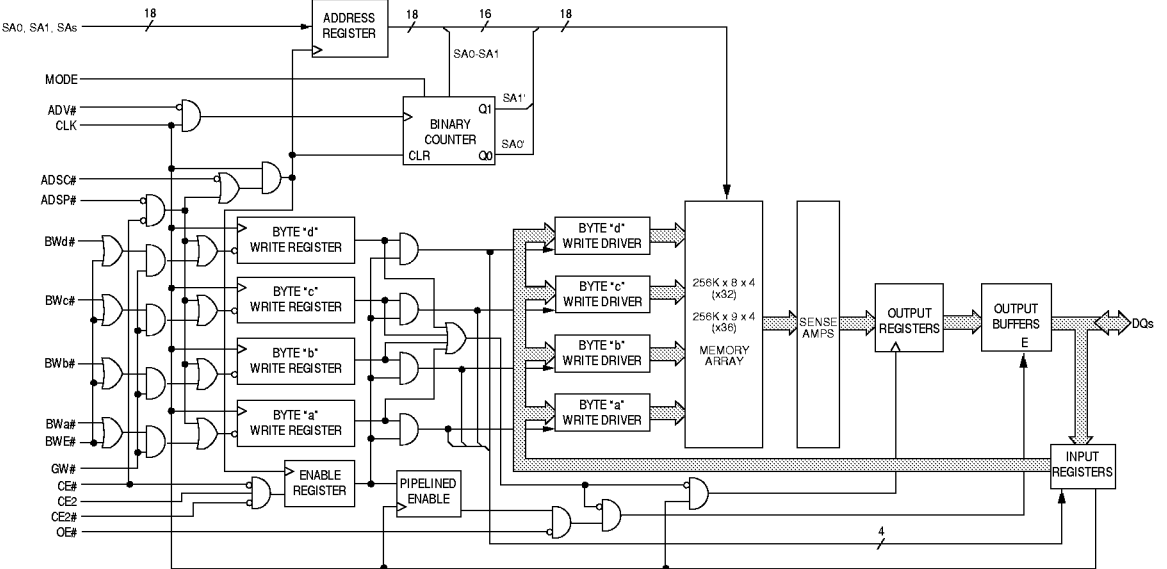 18
18
16
18
SA0, SA1, SAs
ADDRESS
REGISTER
SA0-SA1
MODE
ADV#
CLK
SA1'
Q1
BINARY
COUNTER
SA0'
CLR
Q0
ADSC#
ADSP#
BWd#
BYTE "d"
WRITE REGISTER
BYTE "d"
WRITE DRIVER
BWc#
BYTE "c"
WRITE REGISTER
BYTE "c"
WRITE DRIVER
256K x 8 x 4
(x32)
256K x 9 x 4
(x36)
MEMORY
ARRAY
SENSE
AMPS
OUTPUT
REGISTERS
OUTPUT
BUFFERS
E
DQs
BWb#
BYTE "b"
WRITE REGISTER
BYTE "b"
WRITE DRIVER
BWa#
BWE#
BYTE "a"
WRITE REGISTER
BYTE "a"
WRITE DRIVER
GW#
CE#
CE2
CE2#
OE#
ENABLE
REGISTER
PIPELINED
ENABLE
INPUT
REGISTERS
4